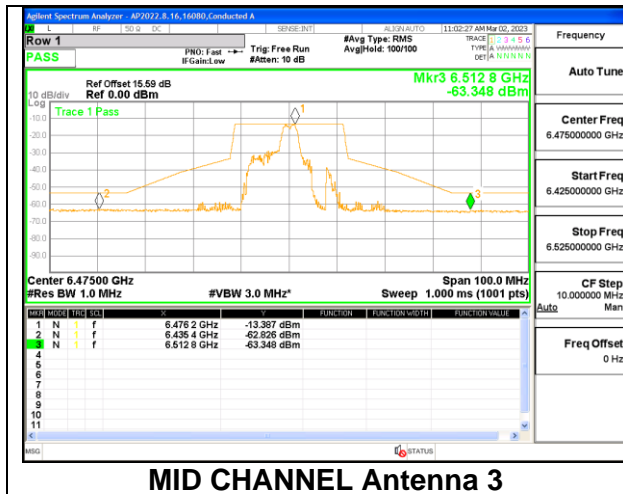 Agilent Spectrum Analyzer - AP2022.8.16,16080,Conducted A
L RF 50 Ω DC SENSE:INT ALIGN AUTO 11:02:27 AM Mar 02, 2023
Row 1 #Avg Type: RMS TRACE 1 2 3 4 5 6
PNO: Fast Trig: Free Run Avg|Hold: 100/100 TYPE A WWWWW
PASS IFGain:Low #Atten: 10 dB DET A N N N N N
Ref Offset 15.59 dB Mkr3 6.512 8 GHz
10 dB/div Ref 0.00 dBm -63.348 dBm
Log
Trace 1 Pass
-10.0
1
-20.0
-30.0
-40.0
-50.0
2 3
-60.0
-70.0
-80.0
-90.0
Center 6.47500 GHz Span 100.0 MHz
#Res BW 1.0 MHz #VBW 3.0 MHz* Sweep 1.000 ms (1001 pts)
MKR MODE TRC SCL X Y FUNCTION FUNCTION WIDTH FUNCTION VALUE
1 N 1 f 6.476 2 GHz -13.387 dBm
2 N 1 f 6.435 4 GHz -62.826 dBm
3 N 1 f 6.512 8 GHz -63.348 dBm
4
5
6
7
8
9
10
11
MSG STATUS
Frequency
Auto Tune
Center Freq
6.475000000 GHz
Start Freq
6.425000000 GHz
Stop Freq
6.525000000 GHz
CF Step
10.000000 MHz
Auto Man
Freq Offset
0 Hz
MID CHANNEL Antenna 3